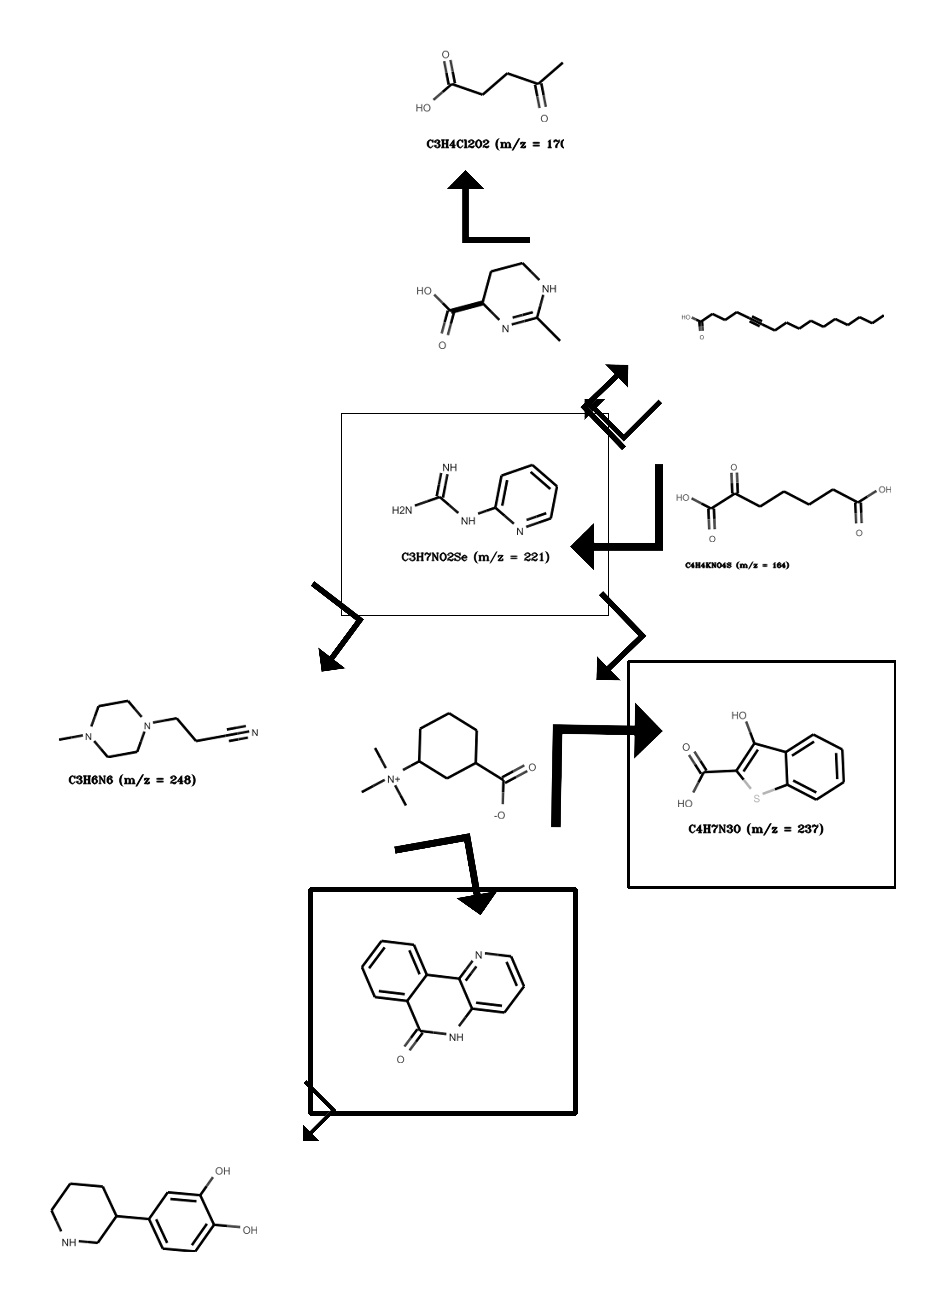 O
HO
O
C3H4Cl2O2 (m/z = 170
HO
NH
N
O
HO
O
NH
H2N
NH
N
C3H7NO2Se (m/z = 221)
O
HO
OH
O
O
C4H4KNO4S (m/z = 164)
N
N
N
C3H6N6 (m/z = 248)
N+
O
-O
HO
O
HO
S
C4H7N3O (m/z = 237)
N
NH
O
OH
OH
NH